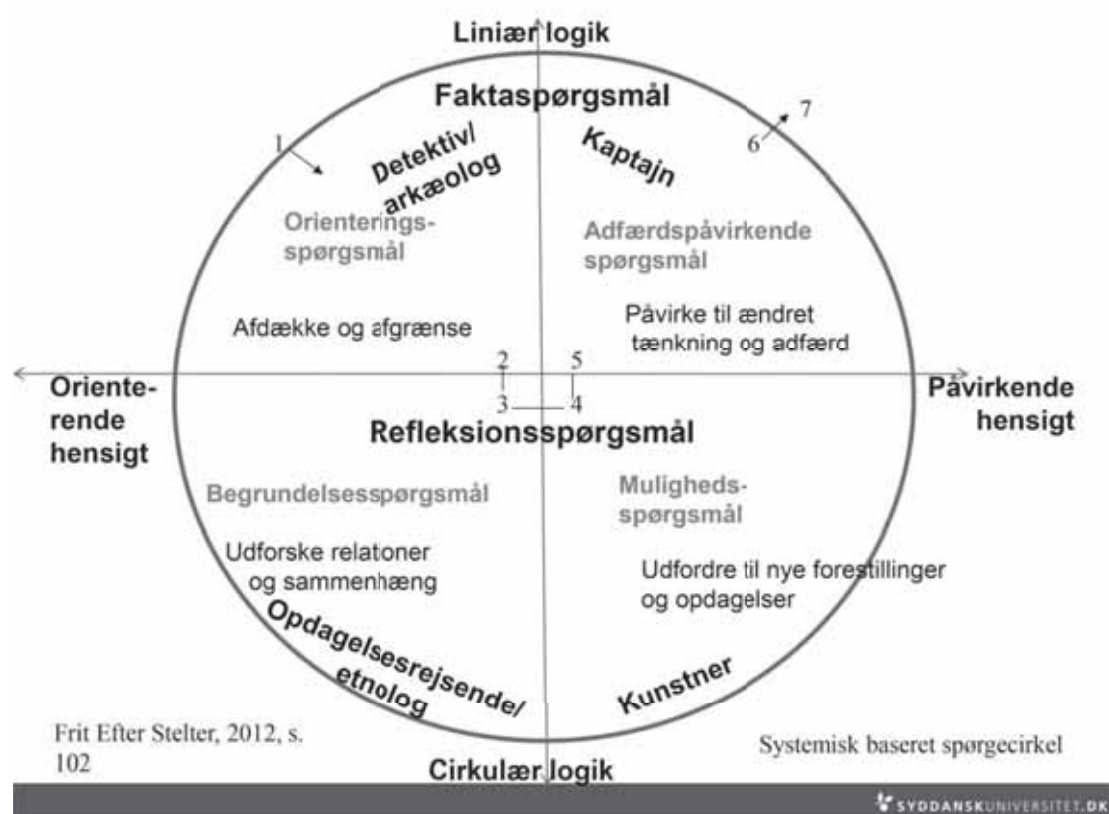 Liniær logik
Faktaspørgsmål
1
Detektiv/
arkæolog
Kaptajn
6
7
Orienterings-
spørgsmål
Adfærdspåvirkende
spørgsmål
Afdække og afgrænse
Påvirke til ændret
tænkning og adfærd
2
5
Oriente-
rende
hensigt
Påvirkende
hensigt
3
4
Refleksionsspørgsmål
Begrundelsesspørgsmål
Muligheds-
spørgsmål
Udforske relationer
og sammenhæng
Udfordre til nye forestillinger
og opdagelser
Opdagelsesrejsende/
etnolog
Kunstner
Frit Efter Stelter, 2012, s.
102
Systemisk baseret spørgecirkel
Cirkulær logik
SYDDANSKUNIVERSITET.DK